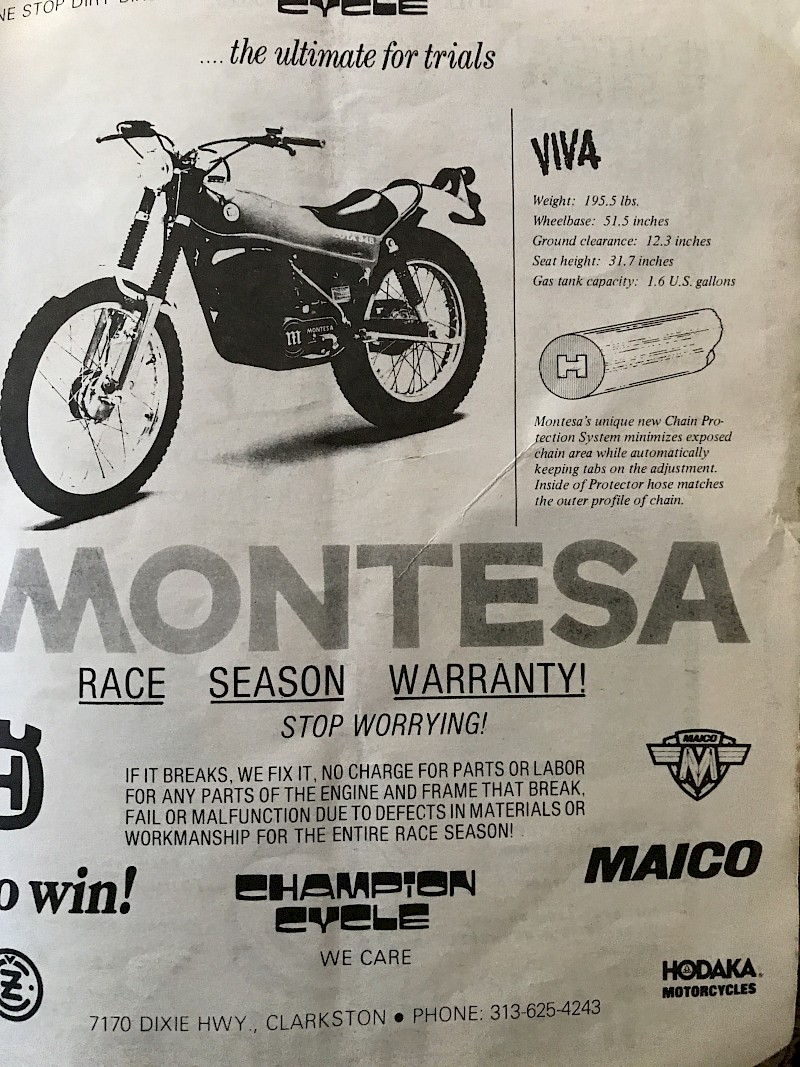 NE STOP DIRT
CYCLE
.... the ultimate for trials
VIVA
Weight: 195.5 lbs.
Wheelbase: 51.5 inches
Ground clearance: 12.3 inches
Seat height: 31.7 inches
Gas tank capacity: 1.6 U.S. gallons
348
MONTESA
H
Montesa's unique new Chain Pro-
tection System minimizes exposed
chain area while automatically
keeping tabs on the adjustment.
Inside of Protector hose matches
the outer profile of chain.
MONTESA
RACE SEASON WARRANTY!
STOP WORRYING!
IF IT BREAKS, WE FIX IT, NO CHARGE FOR PARTS OR LABOR
FOR ANY PARTS OF THE ENGINE AND FRAME THAT BREAK,
FAIL OR MALFUNCTION DUE TO DEFECTS IN MATERIALS OR
WORKMANSHIP FOR THE ENTIRE RACE SEASON!
H
MAICO
M
MAICO
o win!
CHAMPION
CYCLE
WE CARE
CZ
HODAKA.
MOTORCYCLES
7170 DIXIE HWY., CLARKSTON ● PHONE: 313-625-4243